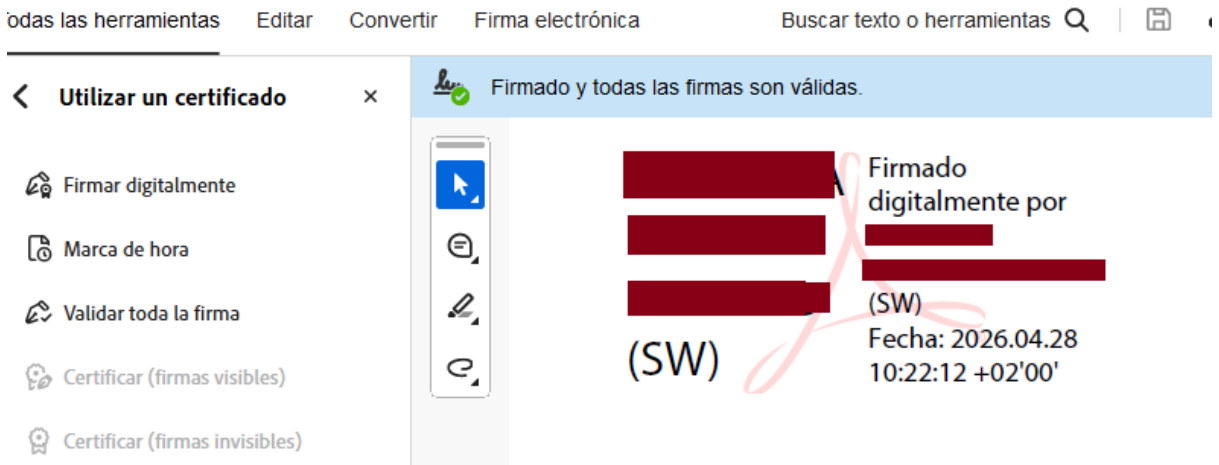 Todas las herramientas Editar Convertir Firma electrónica Buscar texto o herramientas
Utilizar un certificado
Firmado y todas las firmas son válidas.
Firmar digitalmente
Marca de hora
Validar toda la firma
Certificar (firmas visibles)
Certificar (firmas invisibles)
(SW)
Firmado
digitalmente por
(SW)
Fecha: 2026.04.28
10:22:12 +02'00'